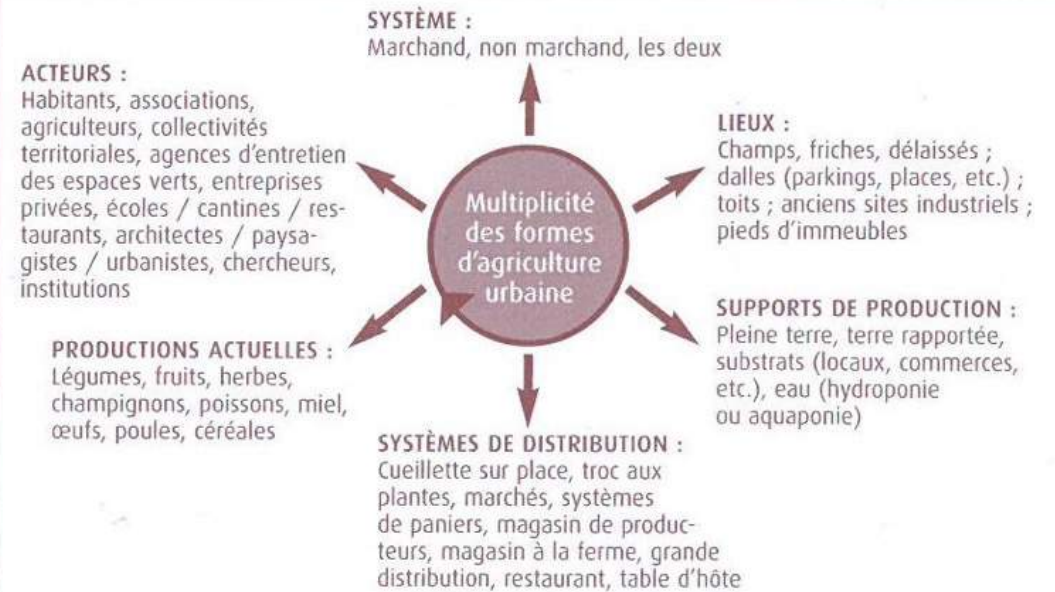 SYSTÈME :
Marchand, non marchand, les deux
ACTEURS :
Habitants, associations,
agriculteurs, collectivités
territoriales, agences d'entretien
des espaces verts, entreprises
privées, écoles / cantines / res-
taurants, architectes / paysa-
gistes / urbanistes, chercheurs,
institutions
LIEUX :
Champs, friches, délaissés ;
dalles (parkings, places, etc.) ;
toits ; anciens sites industriels ;
pieds d'immeubles
Multiplicité
des formes
d'agriculture
urbaine
SUPPORTS DE PRODUCTION :
Pleine terre, terre rapportée,
substrats (locaux, commerces,
etc.), eau (hydroponie
ou aquaponie)
PRODUCTIONS ACTUELLES :
Légumes, fruits, herbes,
champignons, poissons, miel,
œufs, poules, céréales
SYSTÈMES DE DISTRIBUTION :
Cueillette sur place, troc aux
plantes, marchés, systèmes
de paniers, magasin de produc-
teurs, magasin à la ferme, grande
distribution, restaurant, table d'hôte